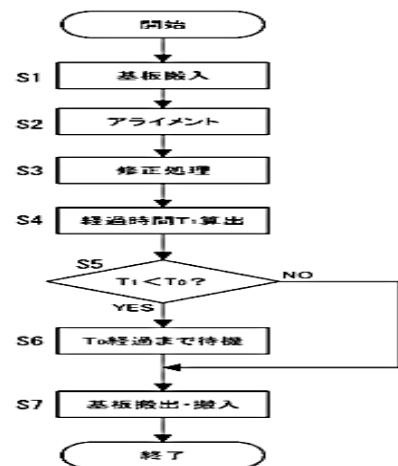 開始
S1 基板搬入
S2 アライメント
S3 修正処理
S4 経過時間T₁算出
S5
T₁<T₀?
NO
YES
S6 T₀経過まで待機
S7 基板搬出・搬入
終了